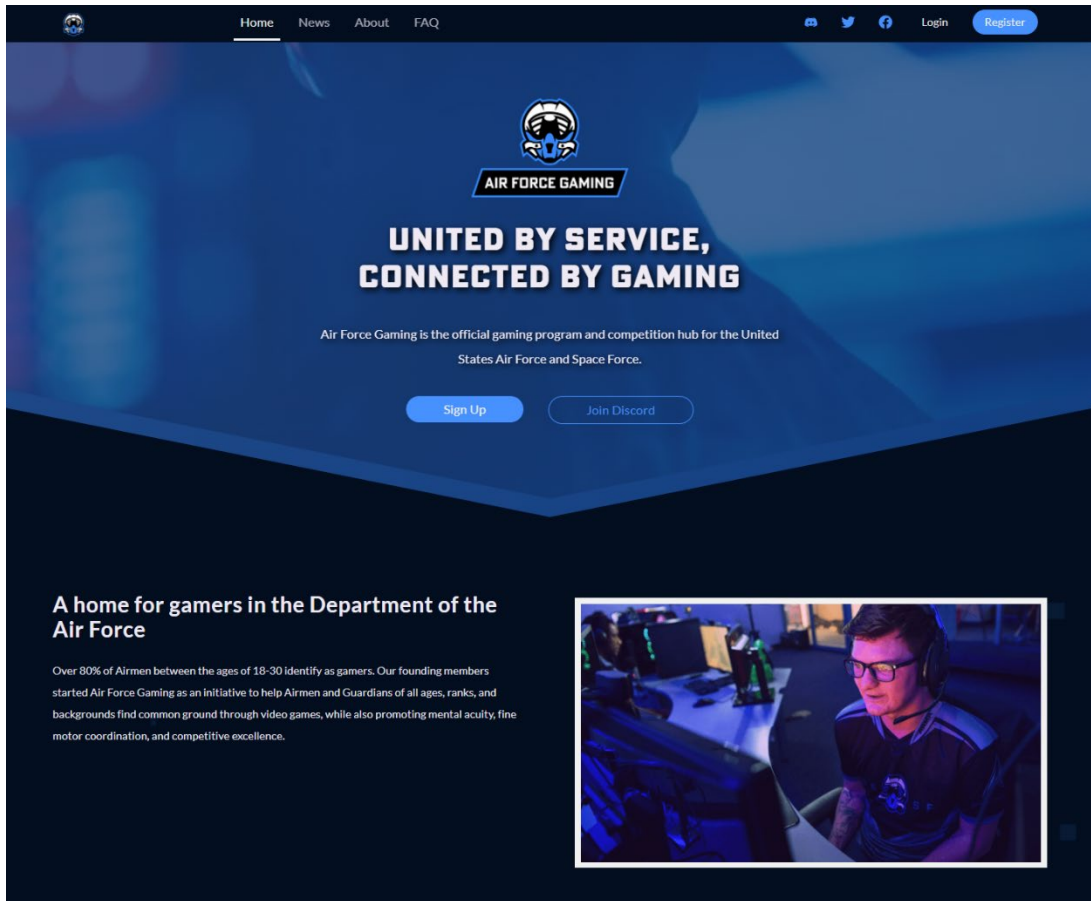 Home News About FAQ Login Register
AIR FORCE GAMING
UNITED BY SERVICE,
CONNECTED BY GAMING
Air Force Gaming is the official gaming program and competition hub for the United
States Air Force and Space Force.
Sign Up Join Discord
A home for gamers in the Department of the
Air Force
Over 80% of Airmen between the ages of 18-30 identify as gamers. Our founding members
started Air Force Gaming as an initiative to help Airmen and Guardians of all ages, ranks, and
backgrounds find common ground through video games, while also promoting mental acuity, fine
motor coordination, and competitive excellence.